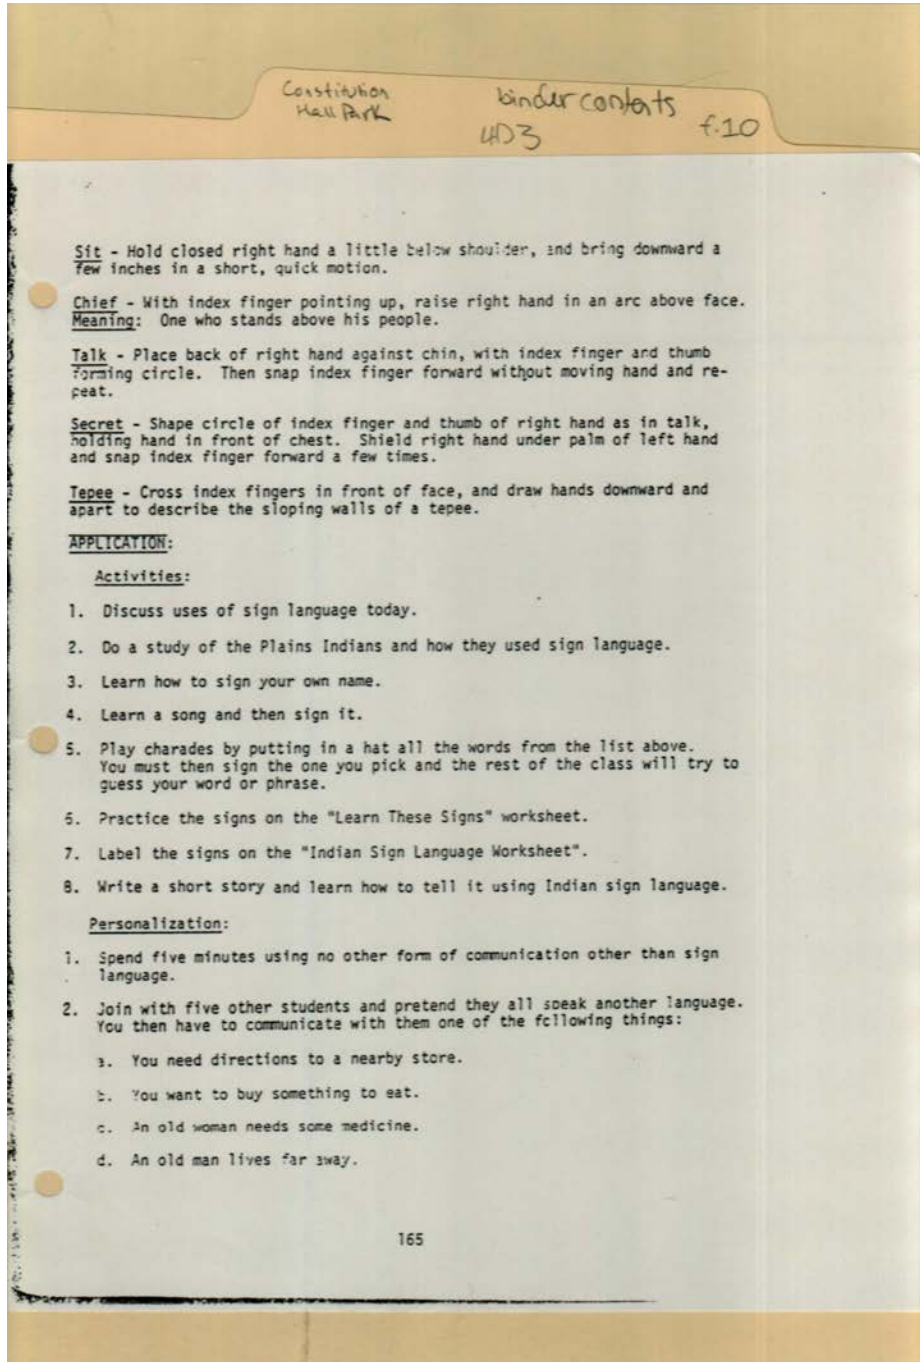 Constitution
Hall Park
binder contents
4D3
f.10
Sit - Hold closed right hand a little below shoulder, and bring downward a
few inches in a short, quick motion.
Chief - With index finger pointing up, raise right hand in an arc above face.
Meaning: One who stands above his people.
Talk - Place back of right hand against chin, with index finger and thumb
forming circle. Then snap index finger forward without moving hand and re-
peat.
Secret - Shape circle of index finger and thumb of right hand as in talk,
holding hand in front of chest. Shield right hand under palm of left hand
and snap index finger forward a few times.
Tepee - Cross index fingers in front of face, and draw hands downward and
apart to describe the sloping walls of a tepee.
APPLICATION:
Activities:
1. Discuss uses of sign language today.
2. Do a study of the Plains Indians and how they used sign language.
3. Learn how to sign your own name.
4. Learn a song and then sign it.
5. Play charades by putting in a hat all the words from the list above.
You must then sign the one you pick and the rest of the class will try to
guess your word or phrase.
6. Practice the signs on the "Learn These Signs" worksheet.
7. Label the signs on the "Indian Sign Language Worksheet".
8. Write a short story and learn how to tell it using Indian sign language.
Personalization:
1. Spend five minutes using no other form of communication other than sign
language.
2. Join with five other students and pretend they all speak another language.
You then have to communicate with them one of the following things:
a. You need directions to a nearby store.
b. You want to buy something to eat.
c. An old woman needs some medicine.
d. An old man lives far away.
165